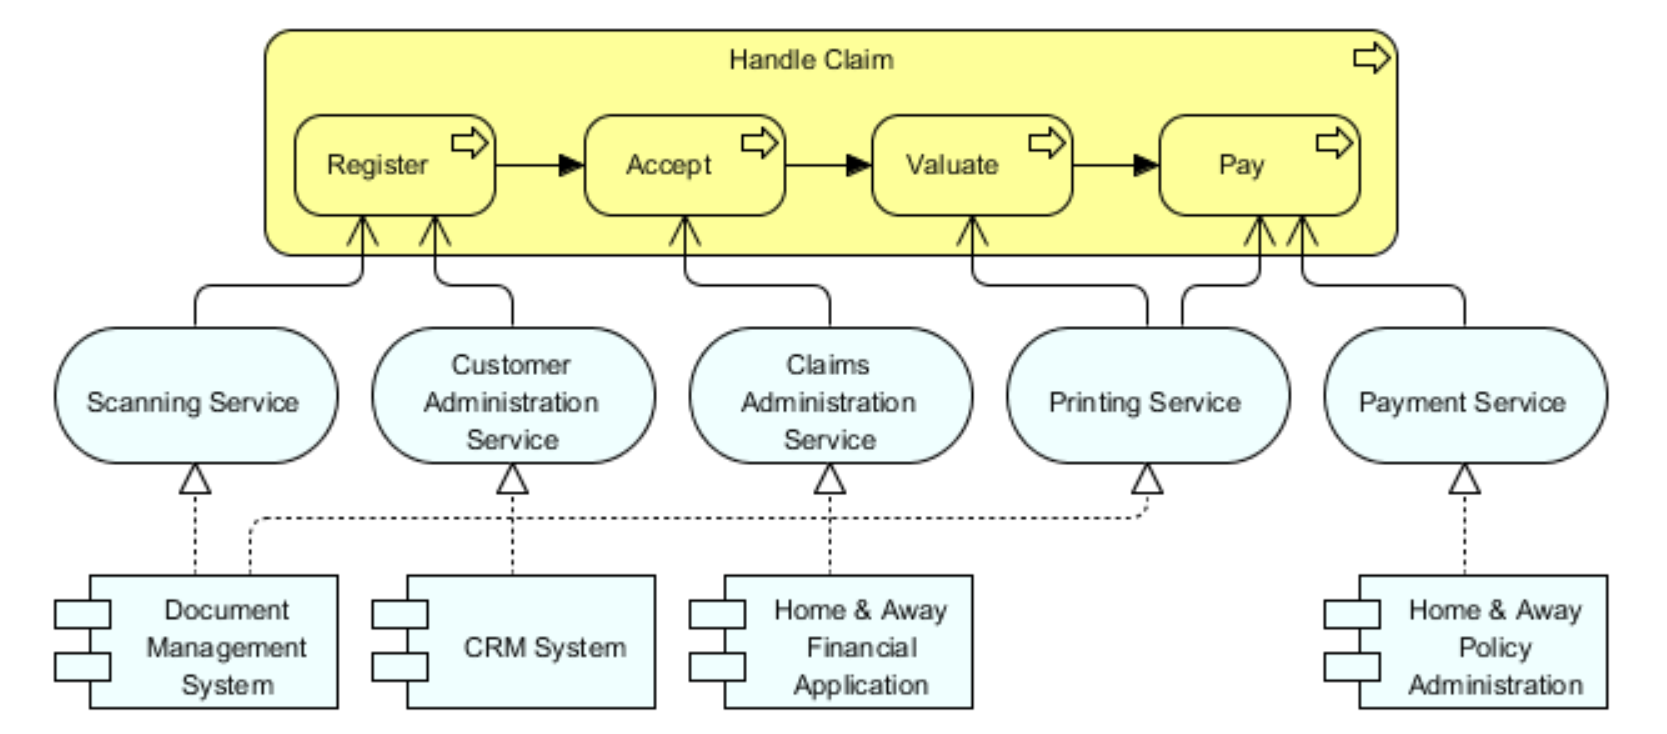 Handle Claim
Register
Accept
Valuate
Pay
Scanning Service
Customer
Administration
Service
Claims
Administration
Service
Printing Service
Payment Service
Document
Management
System
CRM System
Home & Away
Financial
Application
Home & Away
Policy
Administration